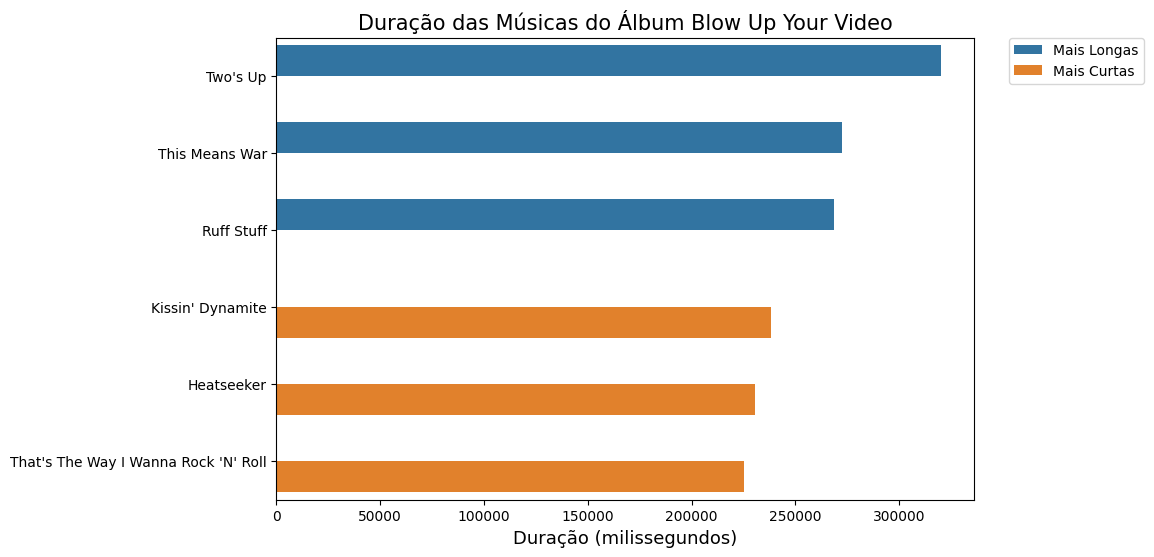 Duração das Músicas do Álbum Blow Up Your Video
Mais Longas
Mais Curtas
Two's Up
This Means War
Ruff Stuff
Kissin' Dynamite
Heatseeker
That's The Way I Wanna Rock 'N' Roll
0 50000 100000 150000 200000 250000 300000
Duração (milissegundos)